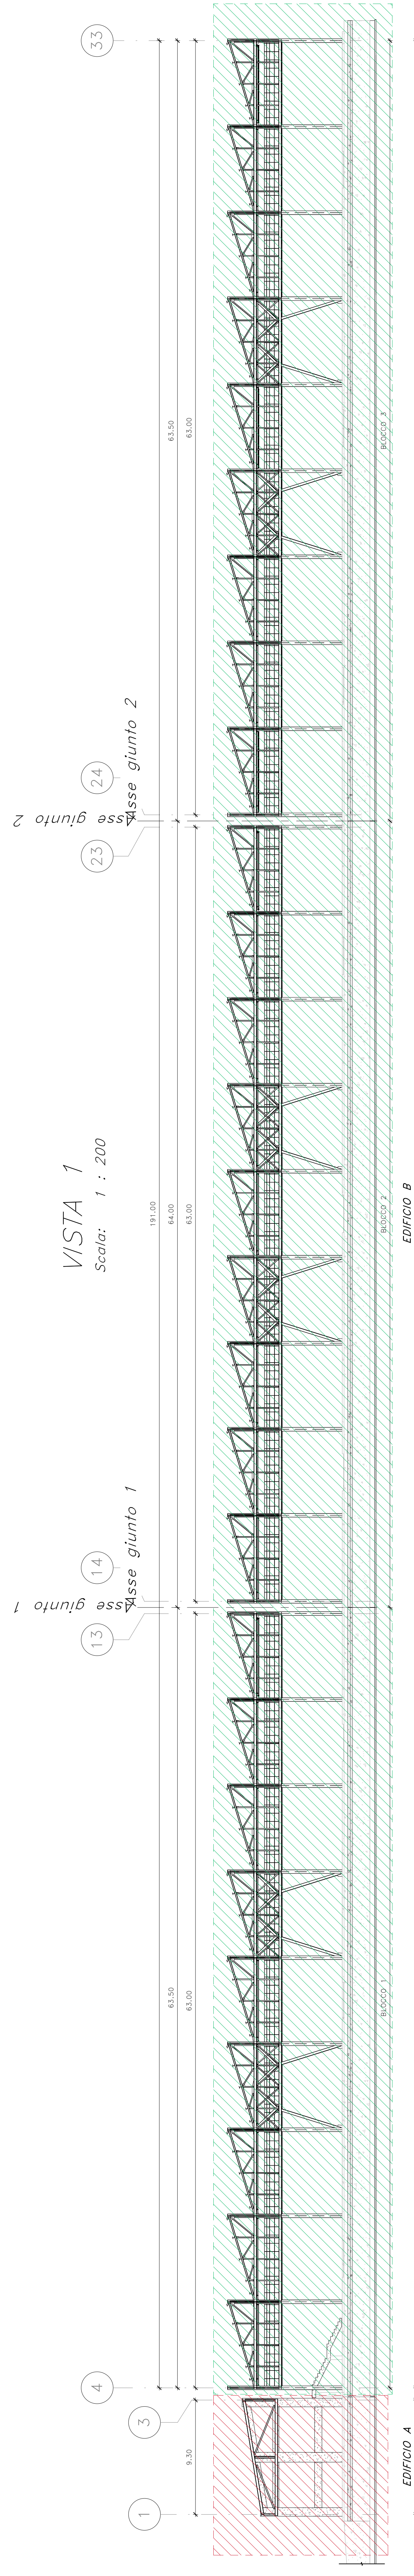 VISTA 1
Scala: 1 : 200
1
3
4
13
14
23
24
33
Asse giunto 1
Asse giunto 1
Asse giunto 2
Asse giunto 2
191.00
63.50
64.00
63.50
9.30
63.00
63.00
63.00
BLOCCO 1
BLOCCO 2
BLOCCO 3
EDIFICIO A
EDIFICIO B